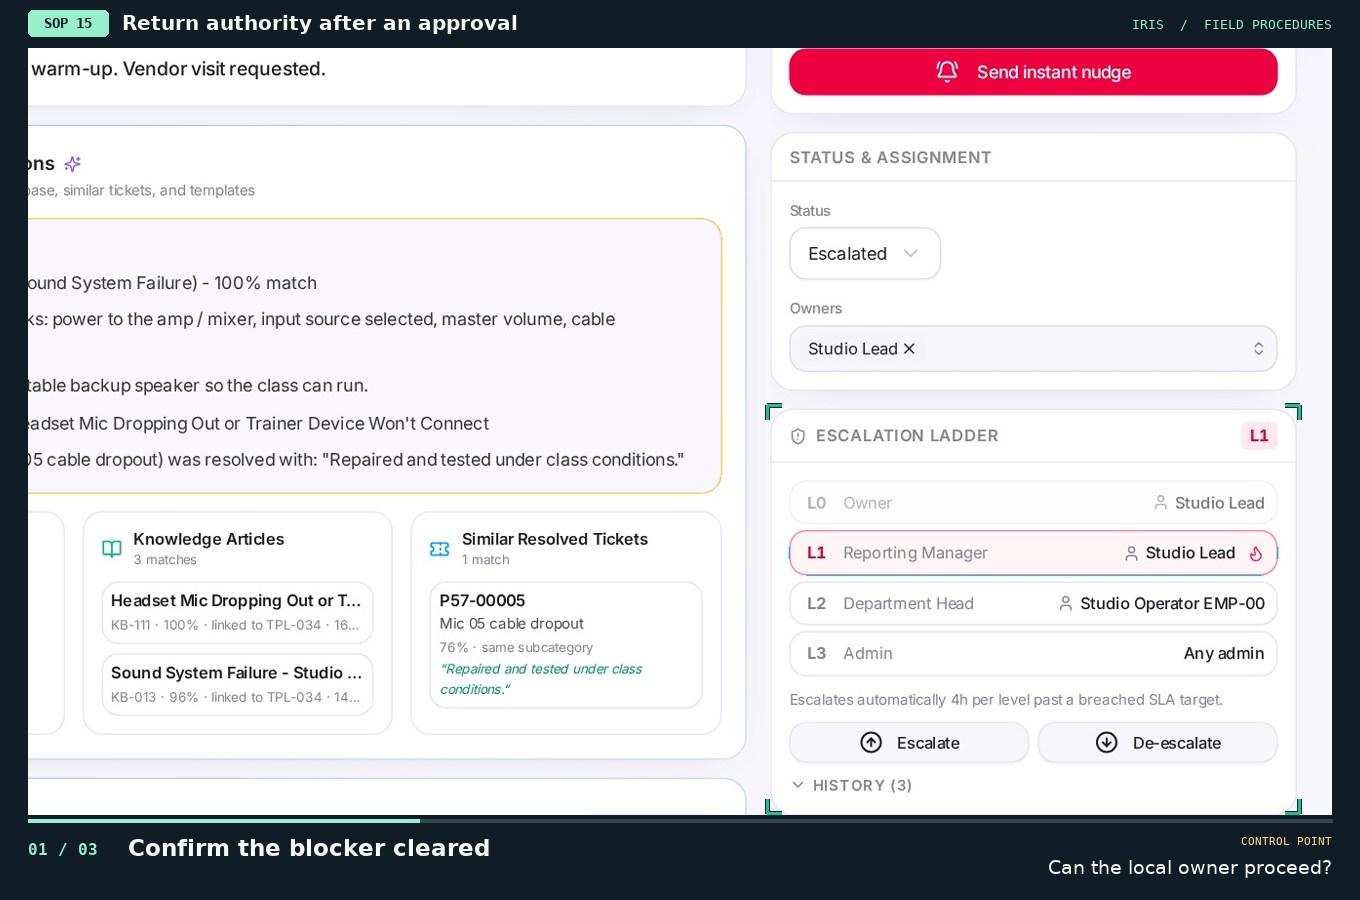 SOP 15
Return authority after an approval
IRIS / FIELD PROCEDURES
warm-up. Vendor visit requested.
ons
base, similar tickets, and templates
ound System Failure) - 100% match
ks: power to the amp / mixer, input source selected, master volume, cable
table backup speaker so the class can run.
eadset Mic Dropping Out or Trainer Device Won't Connect
05 cable dropout) was resolved with: "Repaired and tested under class conditions."
Knowledge Articles
3 matches
Headset Mic Dropping Out or T...
KB-111 · 100% · linked to TPL-034 · 16...
Sound System Failure - Studio ...
KB-013 · 96% · linked to TPL-034 · 14...
Similar Resolved Tickets
1 match
P57-00005
Mic 05 cable dropout
76% · same subcategory
"Repaired and tested under class
conditions."
Send instant nudge
STATUS & ASSIGNMENT
Status
Escalated
Owners
Studio Lead
ESCALATION LADDER
L1
L0 Owner Studio Lead
L1 Reporting Manager Studio Lead
L2 Department Head Studio Operator EMP-00
L3 Admin Any admin
Escalates automatically 4h per level past a breached SLA target.
Escalate
De-escalate
HISTORY (3)
01 / 03
Confirm the blocker cleared
CONTROL POINT
Can the local owner proceed?